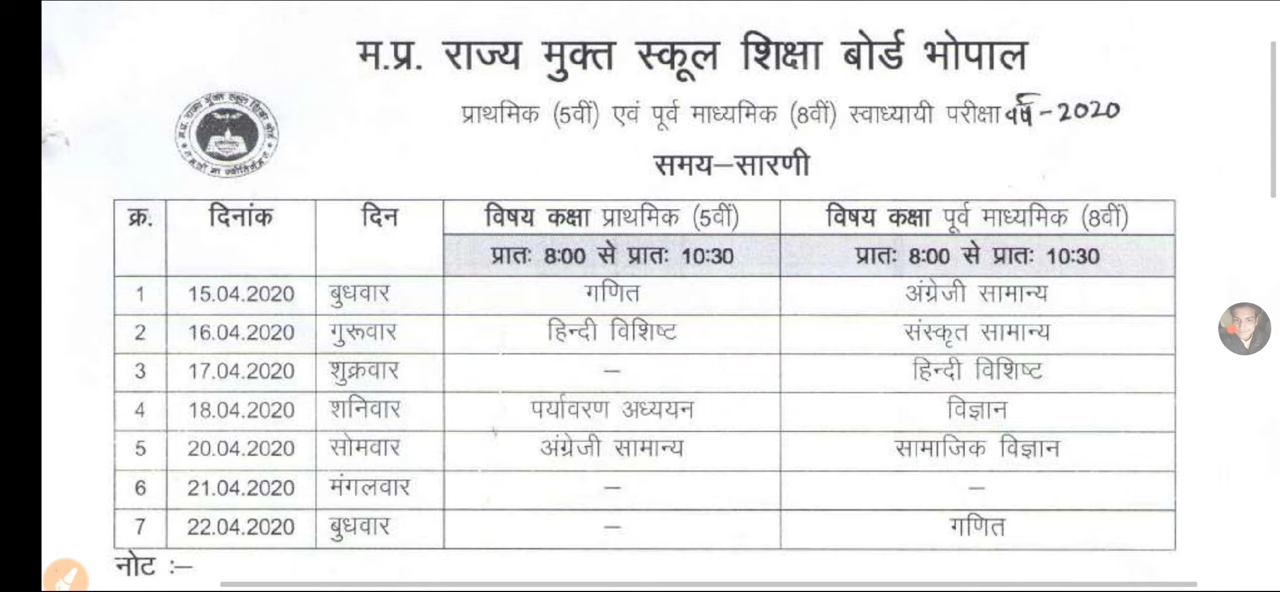 म.प्र. राज्य मुक्त स्कूल शिक्षा बोर्ड भोपाल
प्राथमिक (5वीं) एवं पूर्व माध्यमिक (8वीं) स्वाध्यायी परीक्षा वर्ष-2020
समय–सारणी
क्र. दिनांक दिन विषय कक्षा प्राथमिक (5वीं) विषय कक्षा पूर्व माध्यमिक (8वीं)
प्रातः 8:00 से प्रातः 10:30 प्रातः 8:00 से प्रातः 10:30
1 15.04.2020 बुधवार गणित अंग्रेजी सामान्य
2 16.04.2020 गुरूवार हिन्दी विशिष्ट संस्कृत सामान्य
3 17.04.2020 शुक्रवार – हिन्दी विशिष्ट
4 18.04.2020 शनिवार पर्यावरण अध्ययन विज्ञान
5 20.04.2020 सोमवार अंग्रेजी सामान्य सामाजिक विज्ञान
6 21.04.2020 मंगलवार – –
7 22.04.2020 बुधवार – गणित
नोट :–